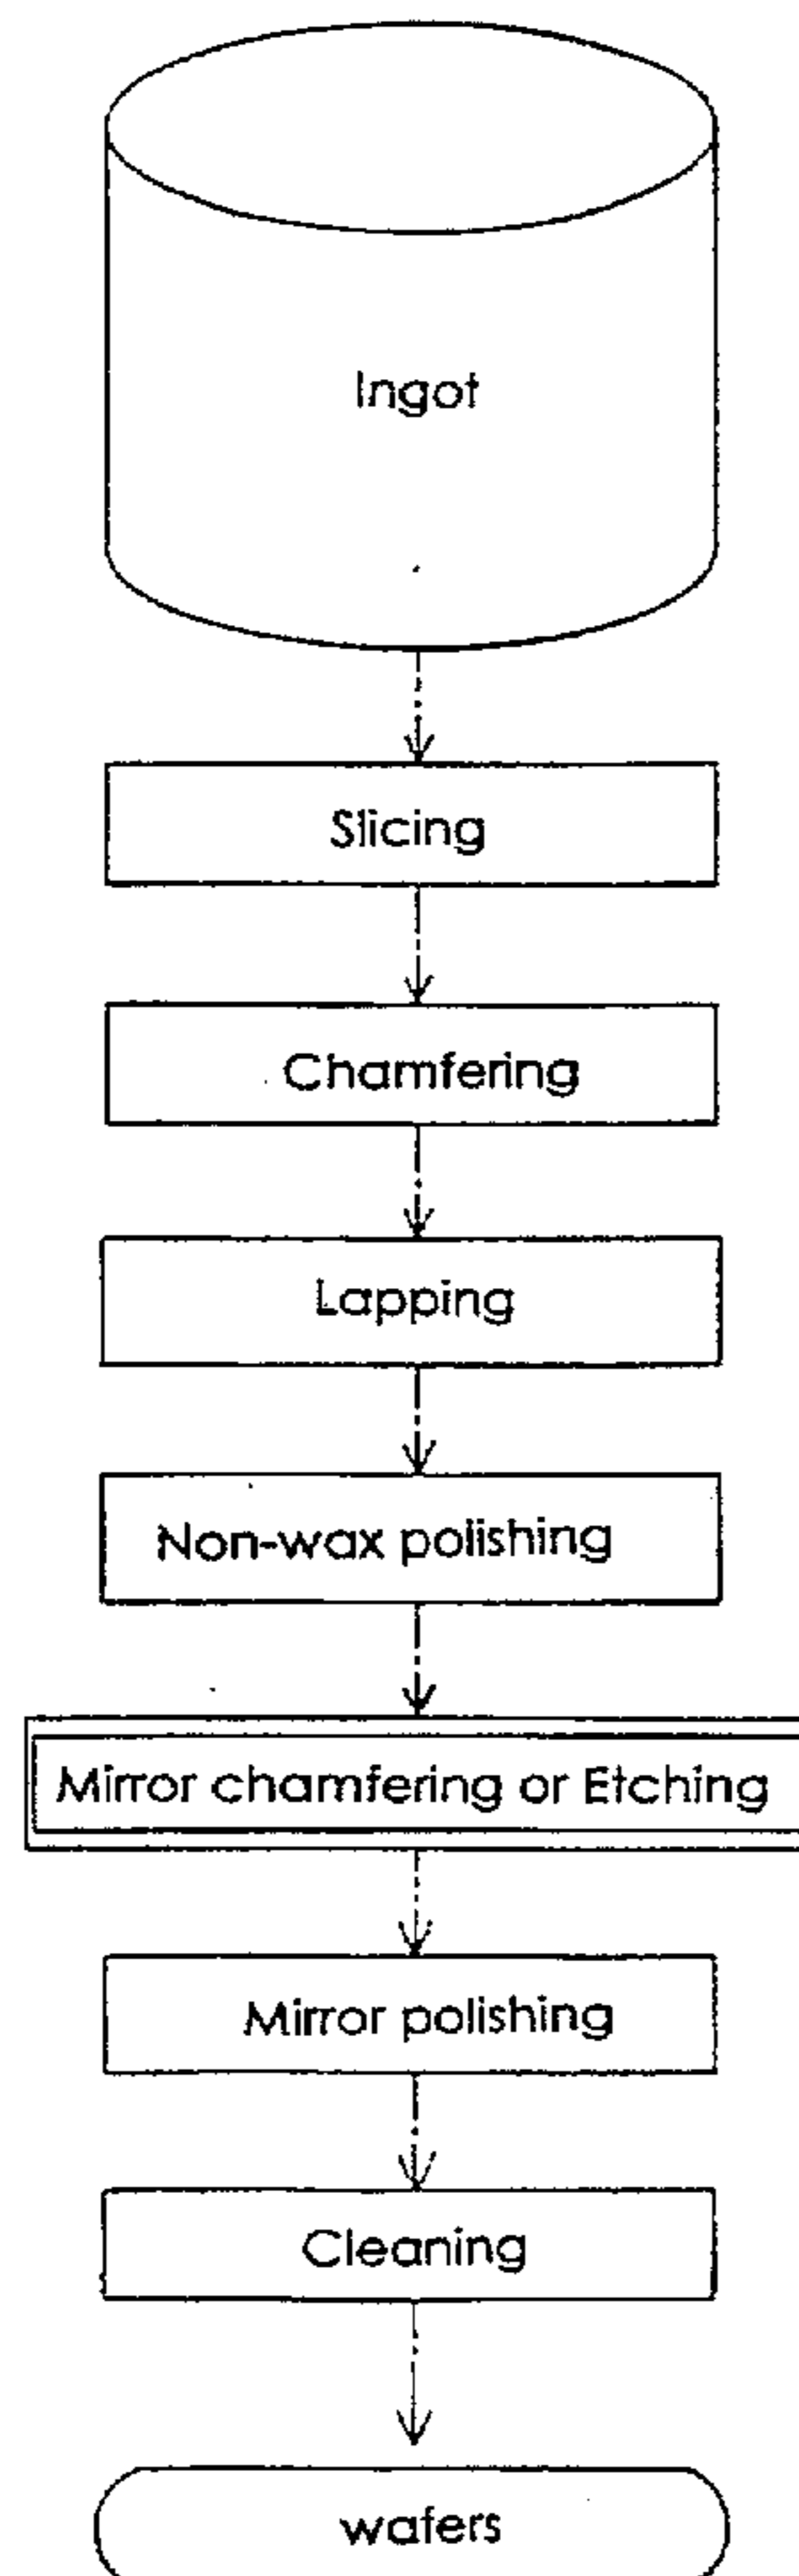 Ingot
Slicing
Chamfering
Lapping
Non-wax polishing
Mirror chamfering or Etching
Mirror polishing
Cleaning
wafers